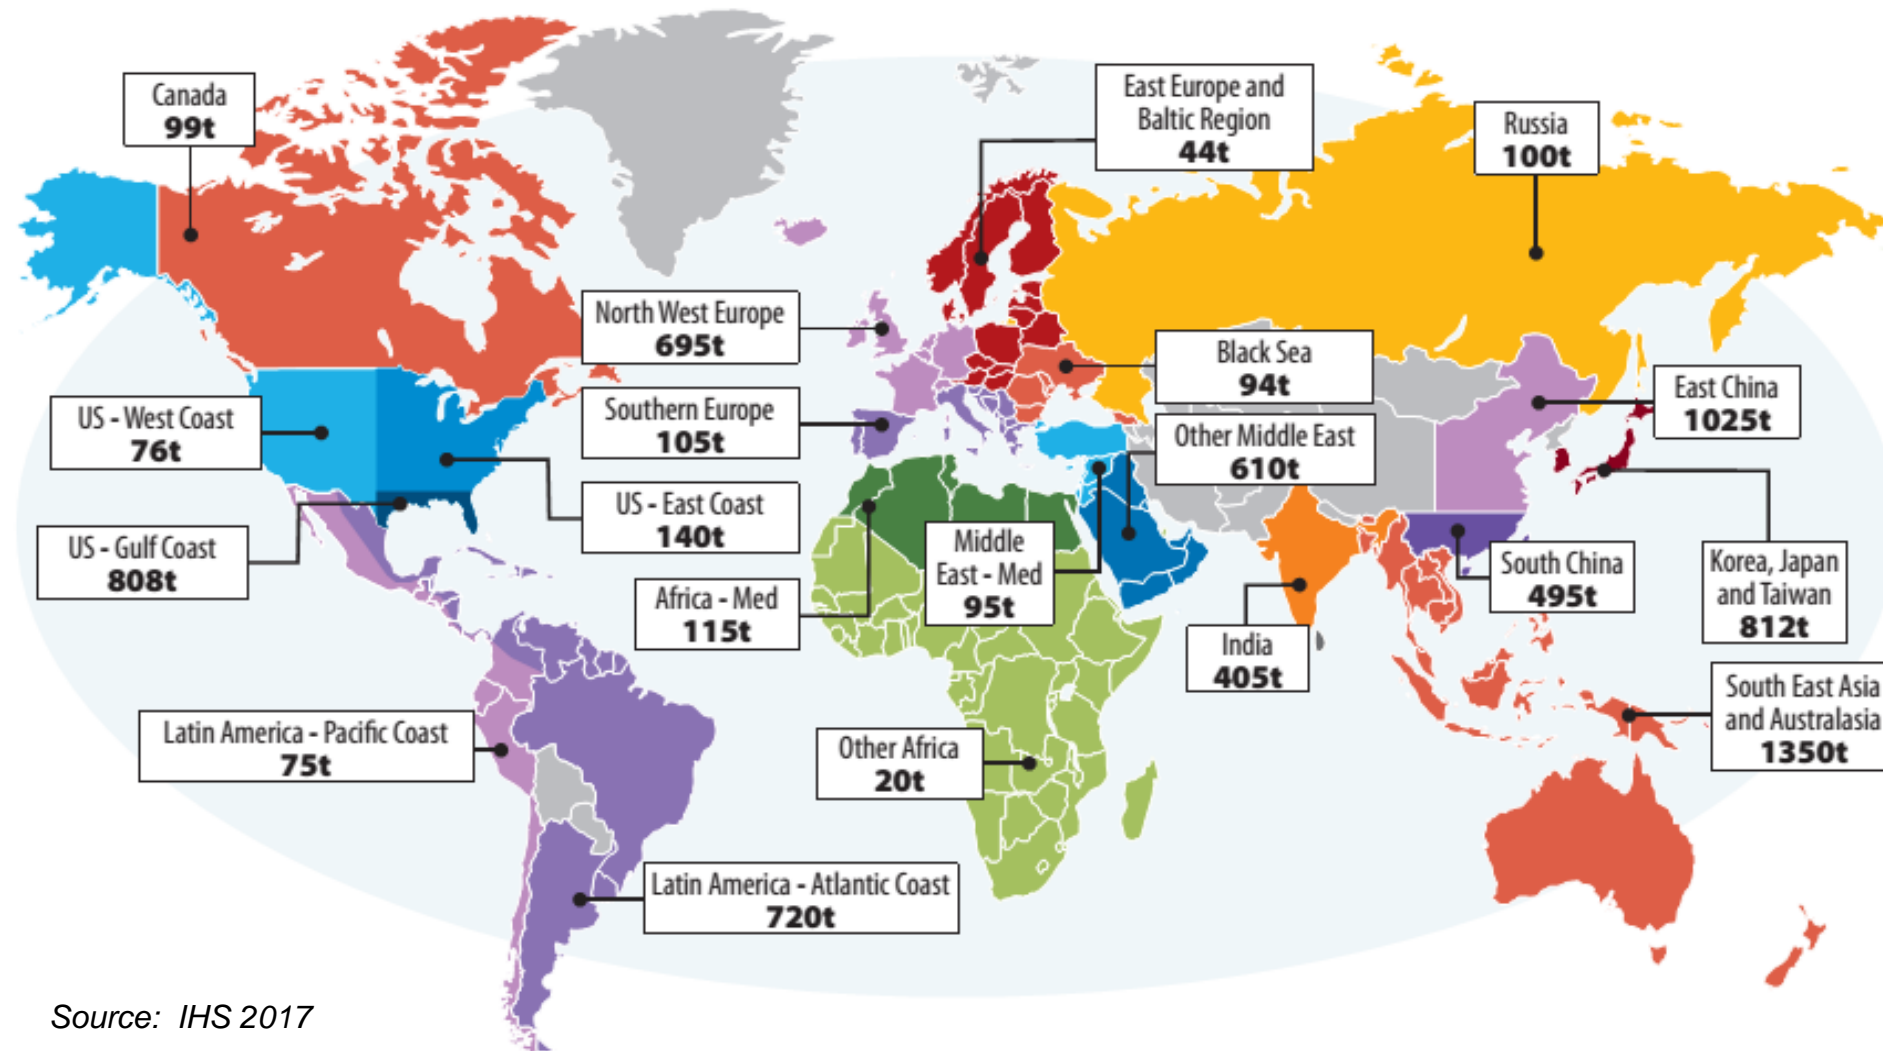 Canada
99t
East Europe and
Baltic Region
44t
Russia
100t
North West Europe
695t
Black Sea
94t
East China
1025t
US - West Coast
76t
Southern Europe
105t
Other Middle East
610t
US - East Coast
140t
US - Gulf Coast
808t
Middle
East - Med
95t
South China
495t
Korea, Japan
and Taiwan
812t
Africa - Med
115t
India
405t
South East Asia
and Australasia
1350t
Latin America - Pacific Coast
75t
Other Africa
20t
Latin America - Atlantic Coast
720t
Source: IHS 2017